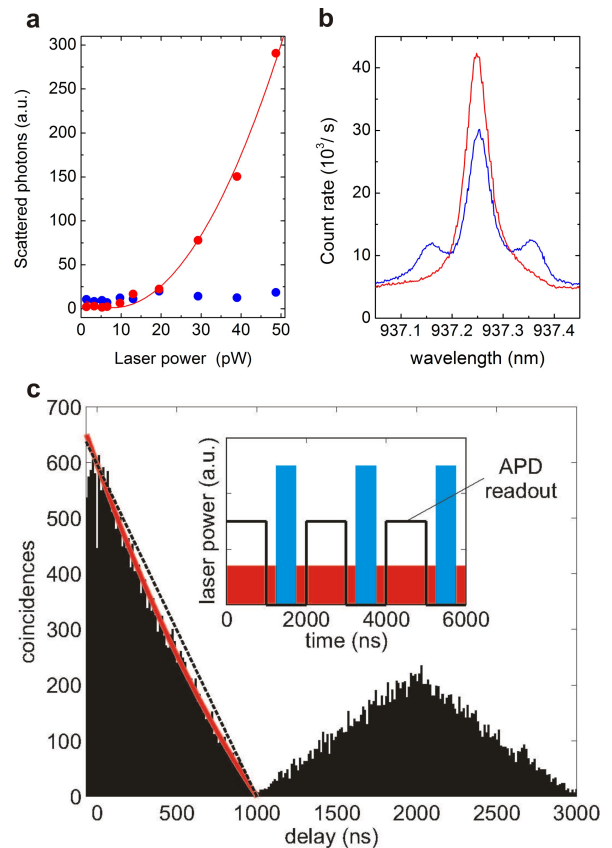 a
300
250
200
150
100
50
25
0
Scattered photons (a.u.)
0 10 20 30 40 50
Laser power (pW)
b
40
30
20
10
0
Count rate (10³/ s)
937.1 937.2 937.3 937.4
wavelength (nm)
c
700
600
500
400
300
200
100
0
coincidences
0 500 1000 1500 2000 2500 3000
delay (ns)
laser power (a.u.)
0 2000 4000 6000
time (ns)
APD
readout